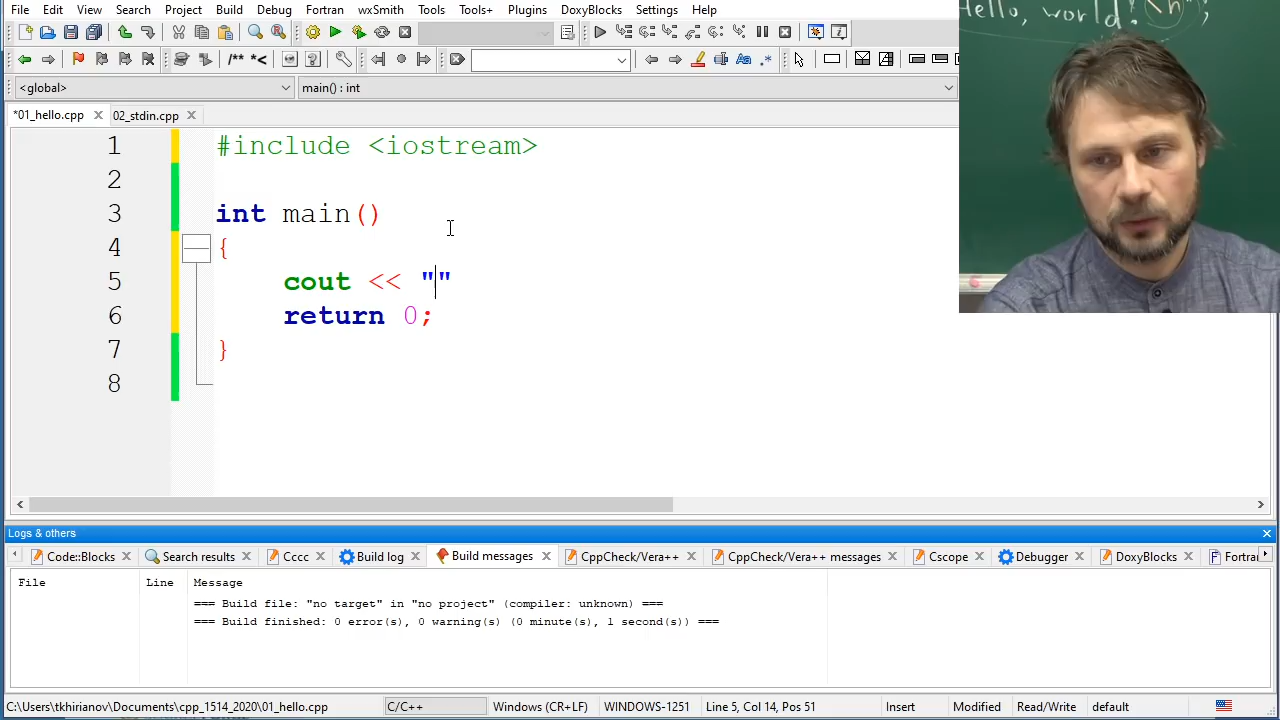 File Edit View Search Project Build Debug Fortran wxSmith Tools Tools+ Plugins DoxyBlocks Settings Help
Hello, world! \n";
/** *<
Aa .*
<global> main() : int
*01_hello.cpp 02_stdin.cpp
1 #include <iostream>
2
3 int main()
4 {
5 cout << ""
6 return 0;
7 }
8
Logs & others
Code::Blocks Search results Cccc Build log Build messages CppCheck/Vera++ CppCheck/Vera++ messages Cscope Debugger DoxyBlocks Fortra
File Line Message
=== Build file: "no target" in "no project" (compiler: unknown) ===
=== Build finished: 0 error(s), 0 warning(s) (0 minute(s), 1 second(s)) ===
C:\Users\tkhirianov\Documents\cpp_1514_2020\01_hello.cpp C/C++ Windows (CR+LF) WINDOWS-1251 Line 5, Col 14, Pos 51 Insert Modified Read/Write default